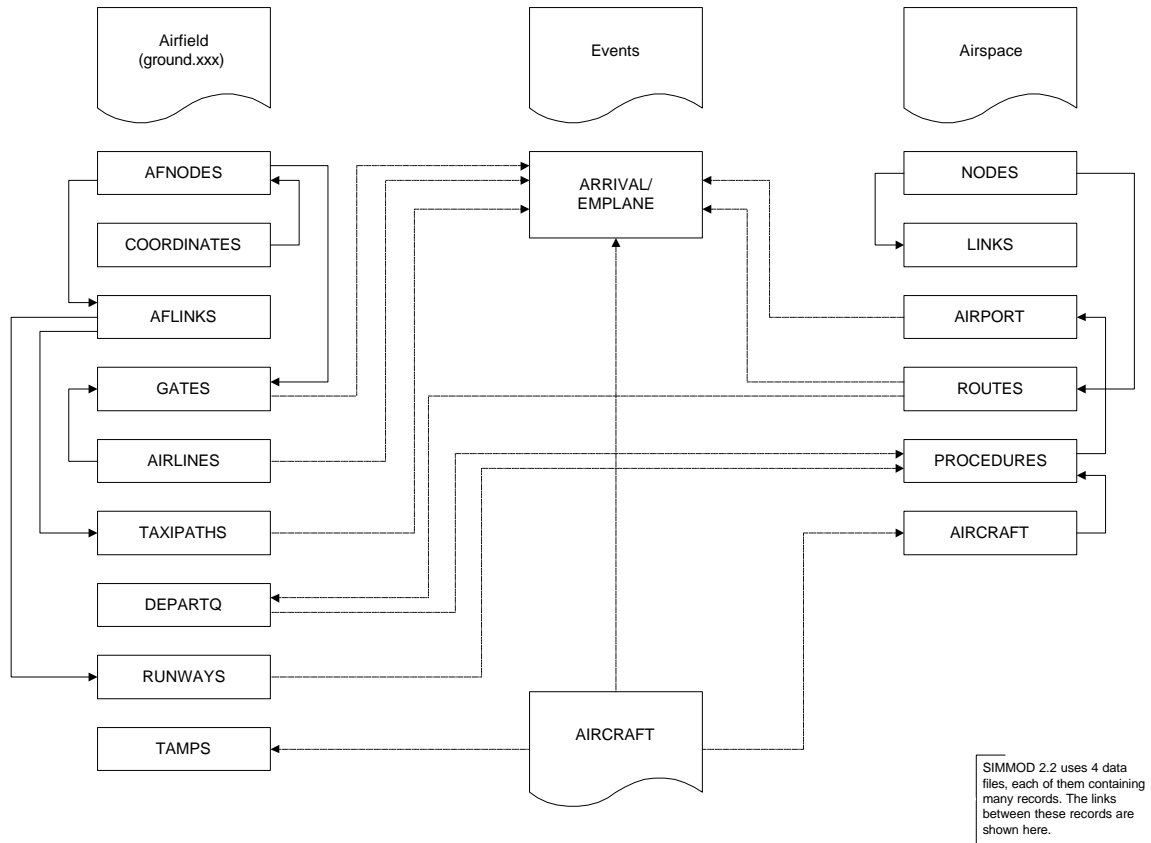 Airfield
(ground.xxx)
Events
Airspace
AFNODES
COORDINATES
AFLINKS
GATES
AIRLINES
TAXIPATHS
DEPARTQ
RUNWAYS
TAMPS
ARRIVAL/
EMPLANE
AIRCRAFT
NODES
LINKS
AIRPORT
ROUTES
PROCEDURES
AIRCRAFT
SIMMOD 2.2 uses 4 data
files, each of them containing
many records. The links
between these records are
shown here.